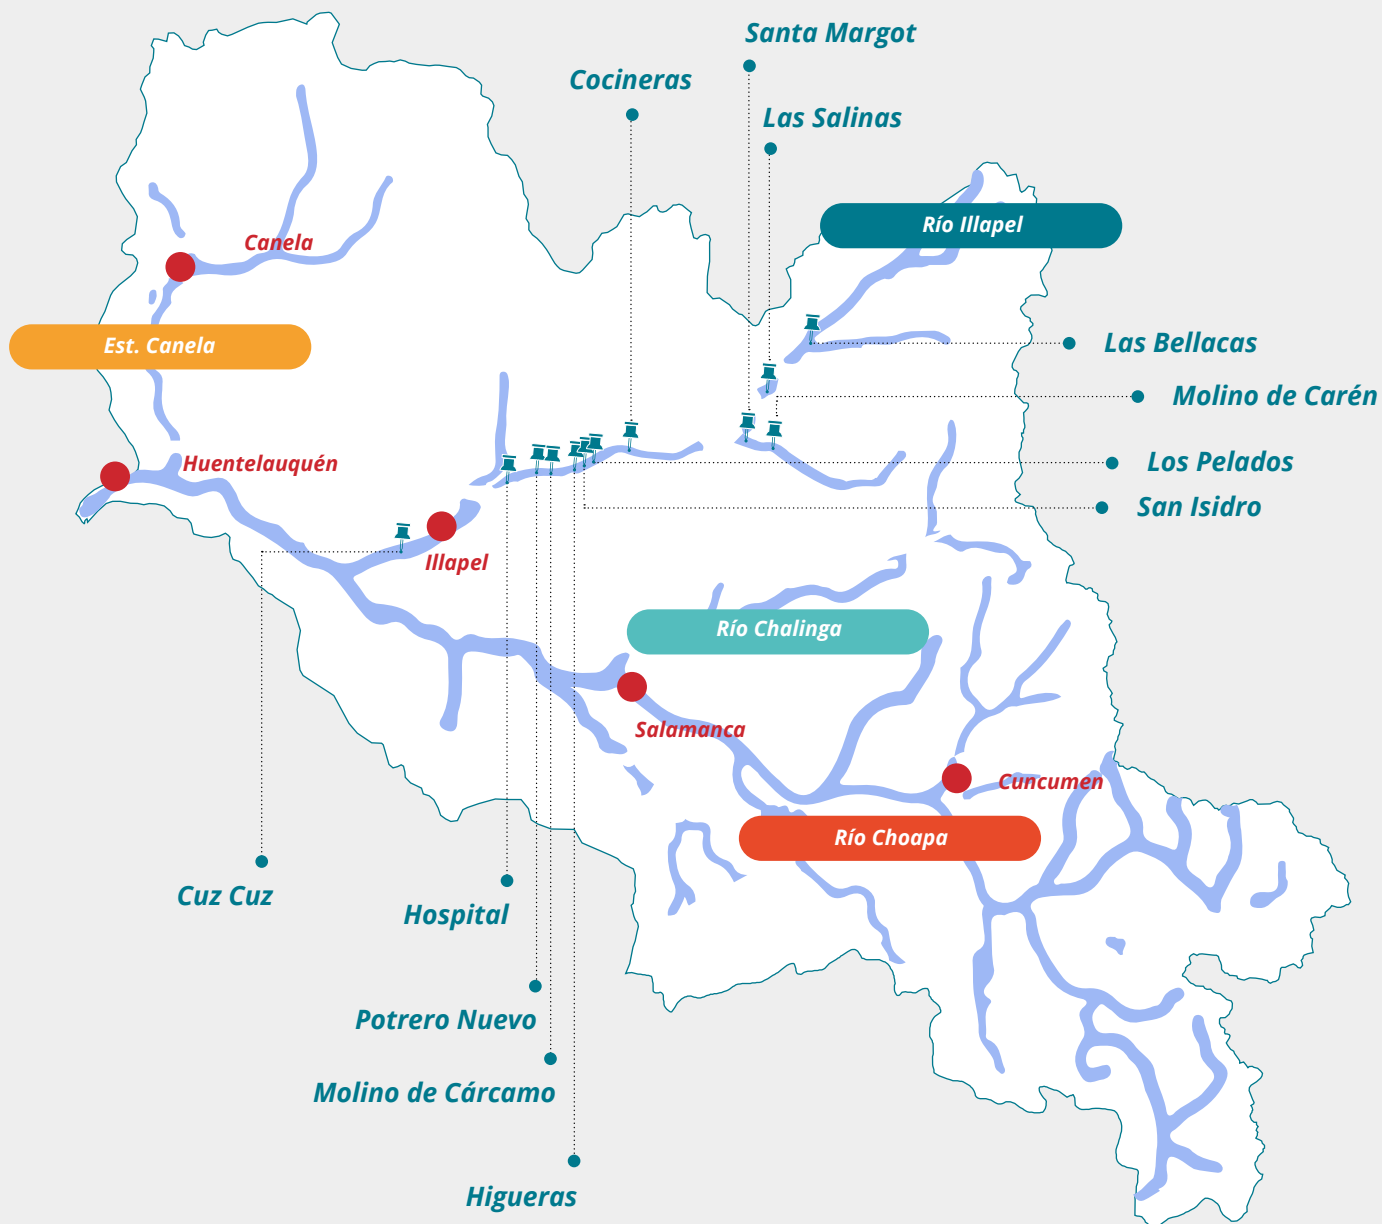 Santa Margot
Cocineras
Las Salinas
Río Illapel
Canela
Est. Canela
Las Bellacas
Molino de Carén
Huentelauquén
Los Pelados
San Isidro
Illapel
Río Chalinga
Salamanca
Cuncumen
Río Choapa
Cuz Cuz
Hospital
Potrero Nuevo
Molino de Cárcamo
Higueras